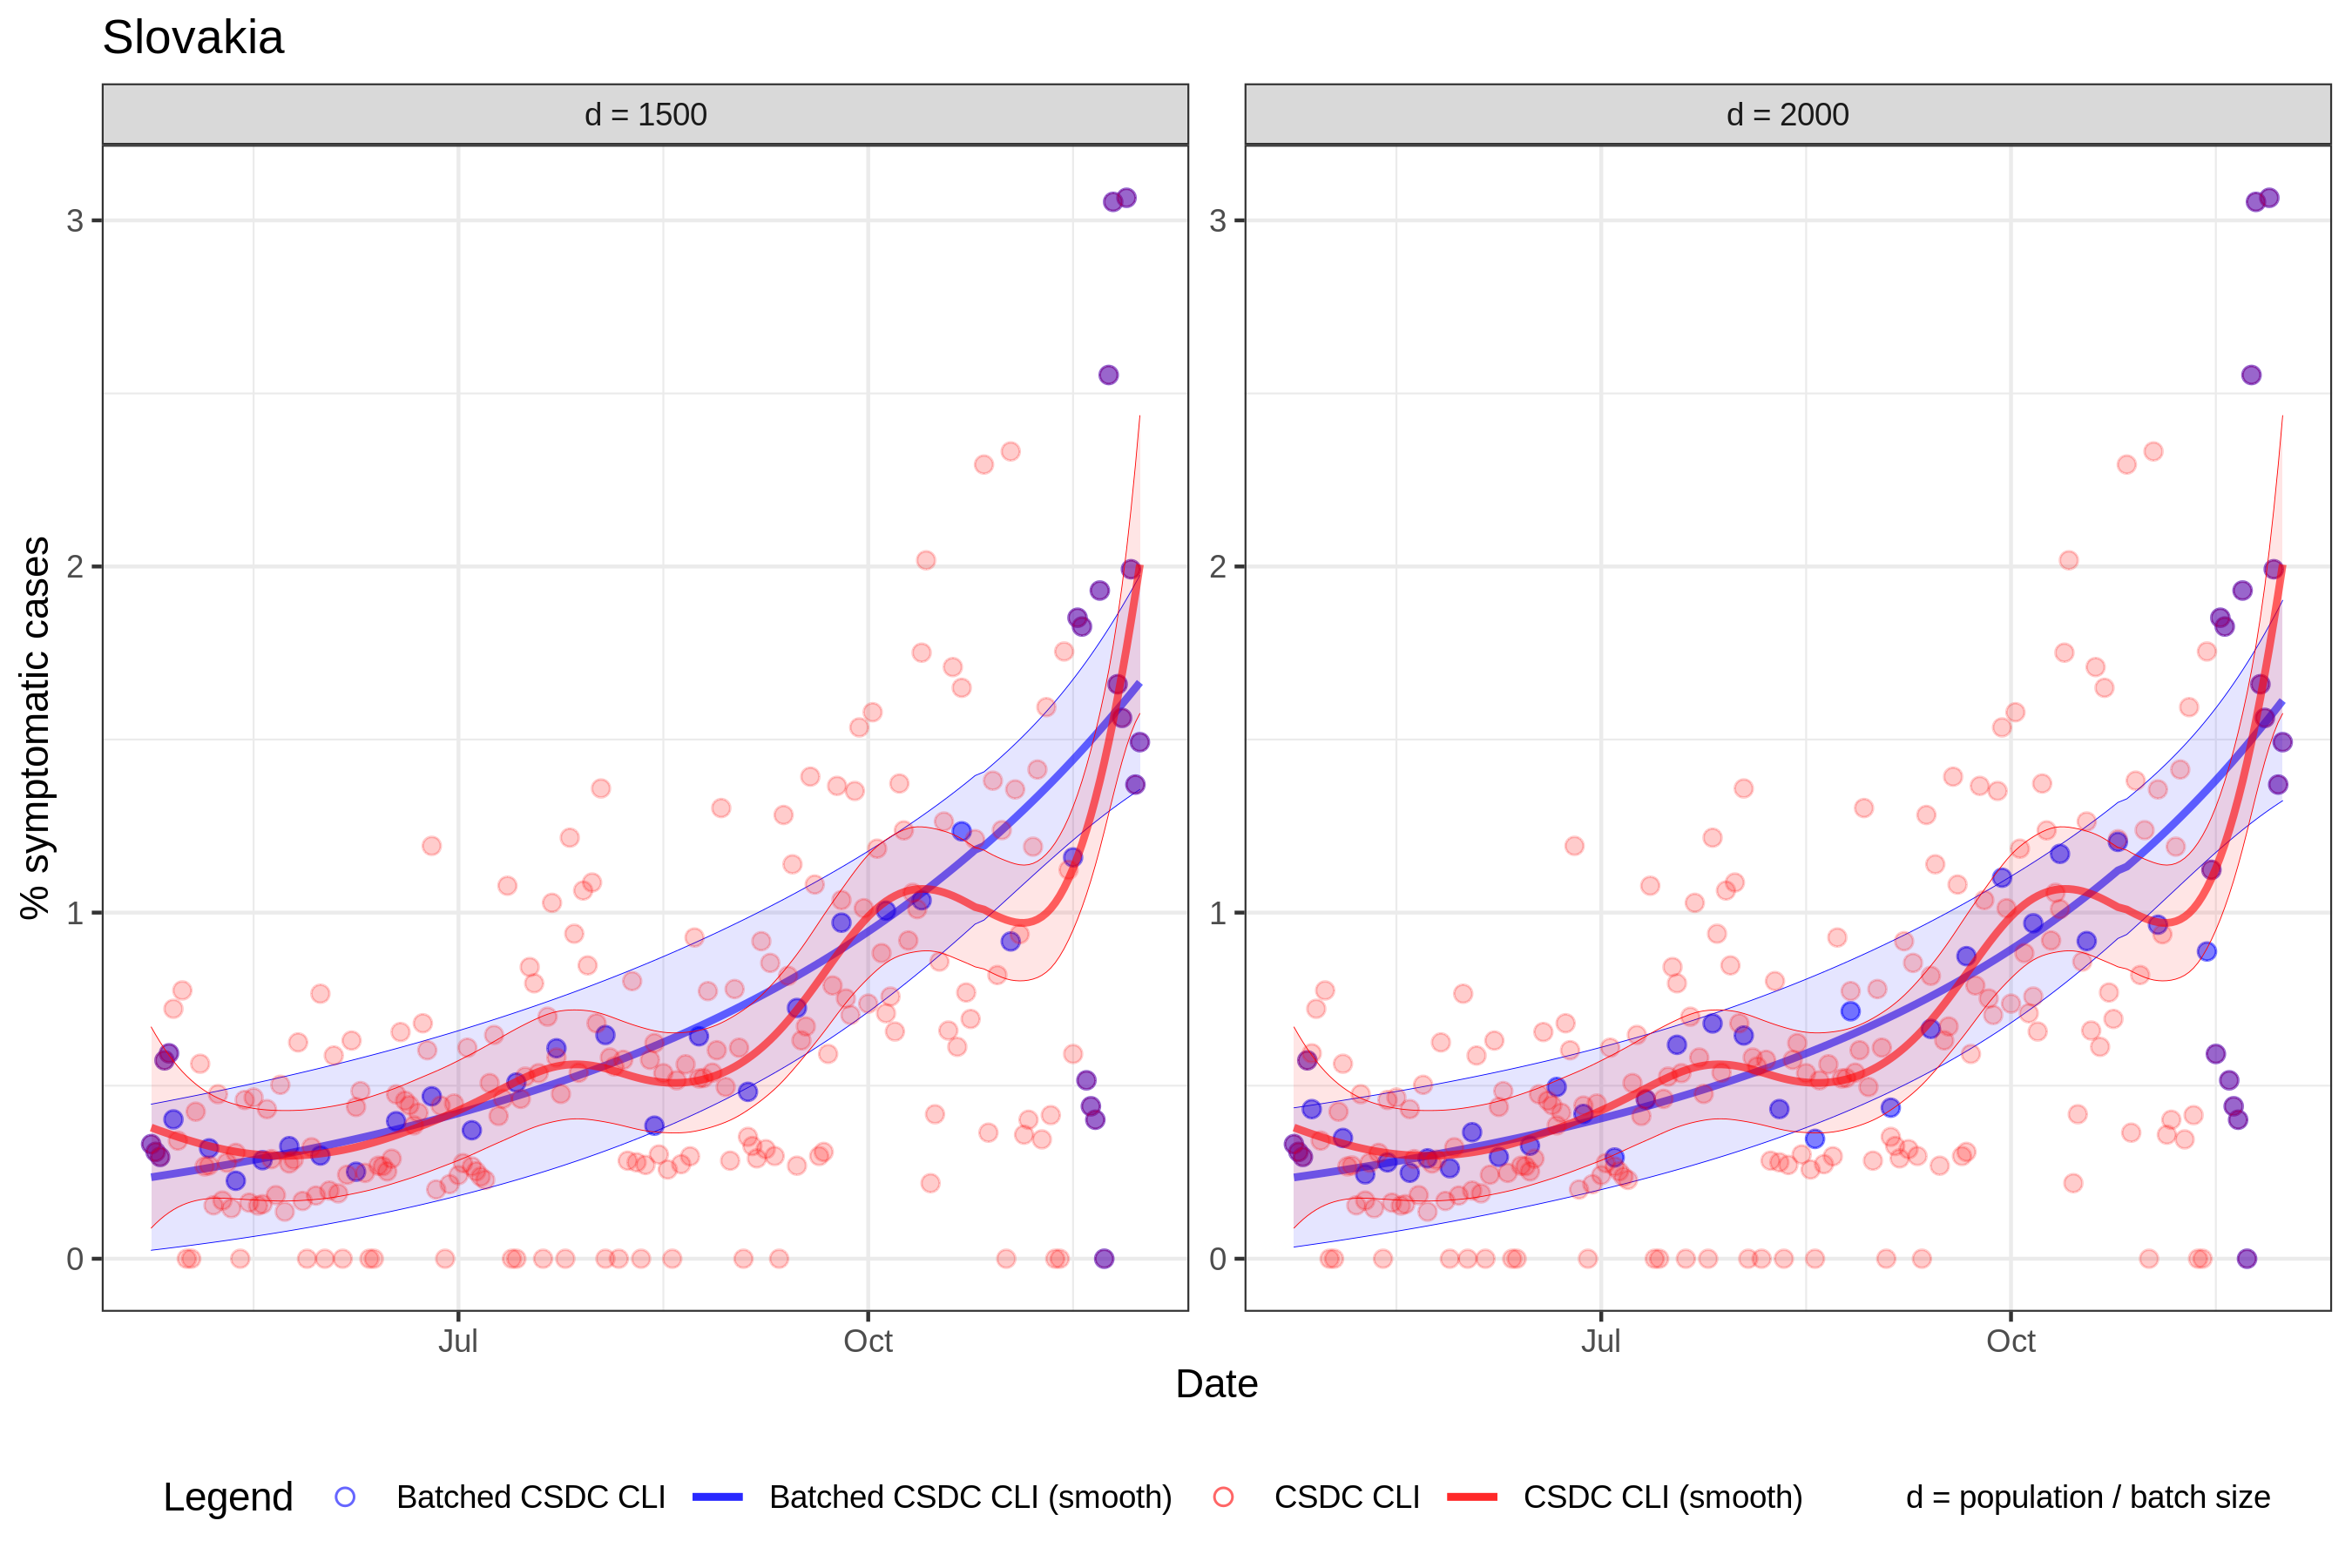 Slovakia
d = 1500
d = 2000
3
2
1
0
3
2
1
0
% symptomatic cases
Jul
Oct
Jul
Oct
Date
Legend
Batched CSDC CLI
Batched CSDC CLI (smooth)
CSDC CLI
CSDC CLI (smooth)
d = population / batch size